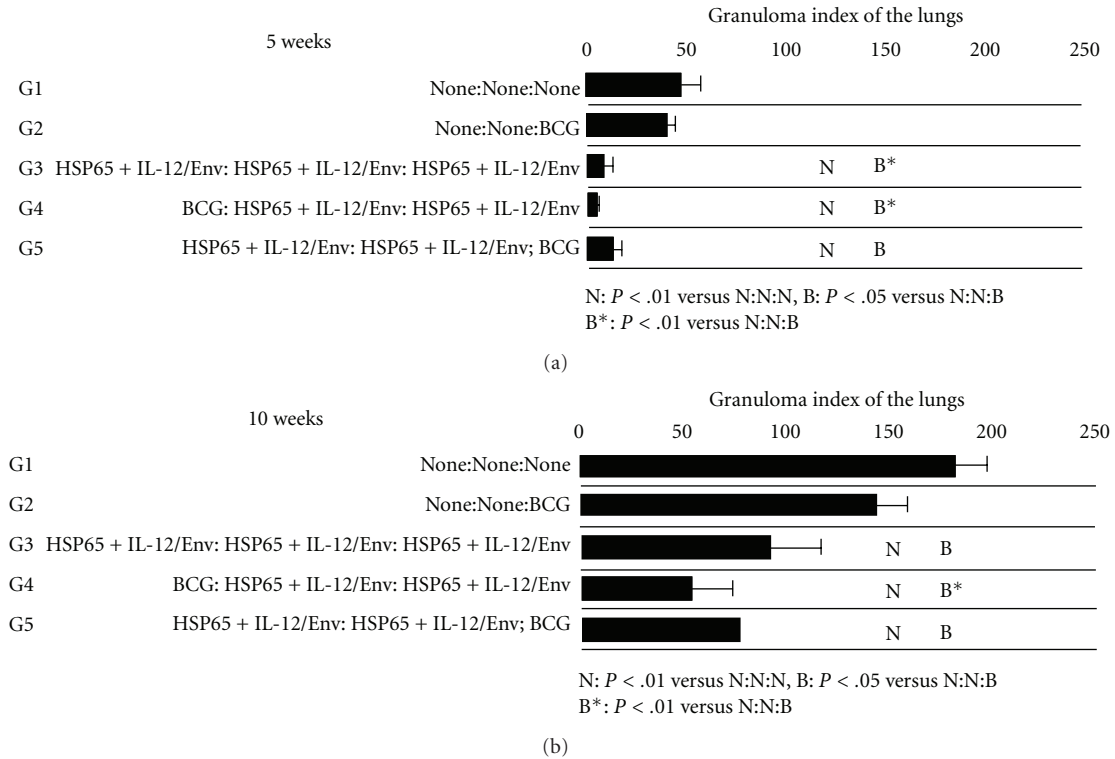 Granuloma index of the lungs
5 weeks
0 50 100 150 200 250
G1 None:None:None
G2 None:None:BCG
G3 HSP65 + IL-12/Env: HSP65 + IL-12/Env: HSP65 + IL-12/Env N B*
G4 BCG: HSP65 + IL-12/Env: HSP65 + IL-12/Env N B*
G5 HSP65 + IL-12/Env: HSP65 + IL-12/Env; BCG N B
N: P < .01 versus N:N:N, B: P < .05 versus N:N:B
B*: P < .01 versus N:N:B
(a)
Granuloma index of the lungs
10 weeks
0 50 100 150 200 250
G1 None:None:None
G2 None:None:BCG
G3 HSP65 + IL-12/Env: HSP65 + IL-12/Env: HSP65 + IL-12/Env N B
G4 BCG: HSP65 + IL-12/Env: HSP65 + IL-12/Env N B*
G5 HSP65 + IL-12/Env: HSP65 + IL-12/Env; BCG N B
N: P < .01 versus N:N:N, B: P < .05 versus N:N:B
B*: P < .01 versus N:N:B
(b)